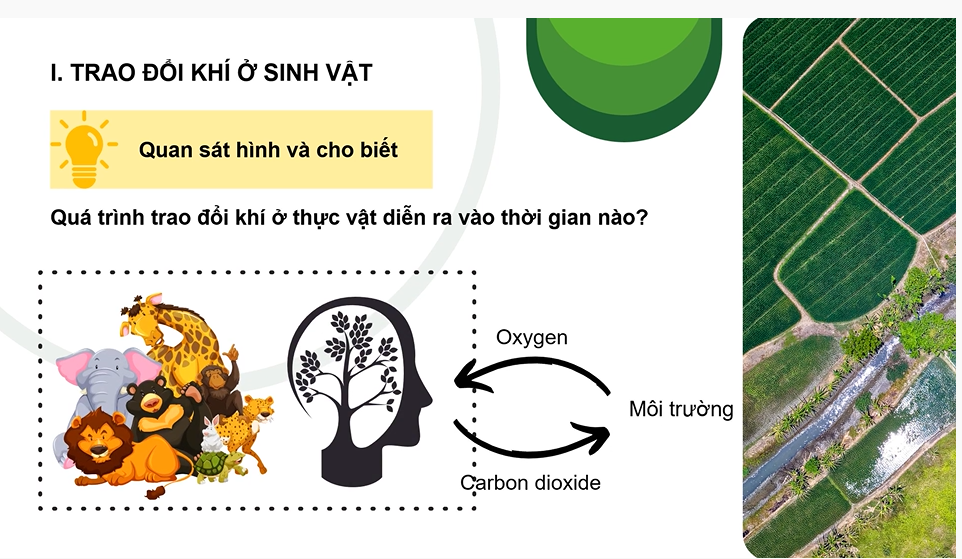 I. TRAO ĐỔI KHÍ Ở SINH VẬT
Quan sát hình và cho biết
Quá trình trao đổi khí ở thực vật diễn ra vào thời gian nào?
Oxygen
Môi trường
Carbon dioxide